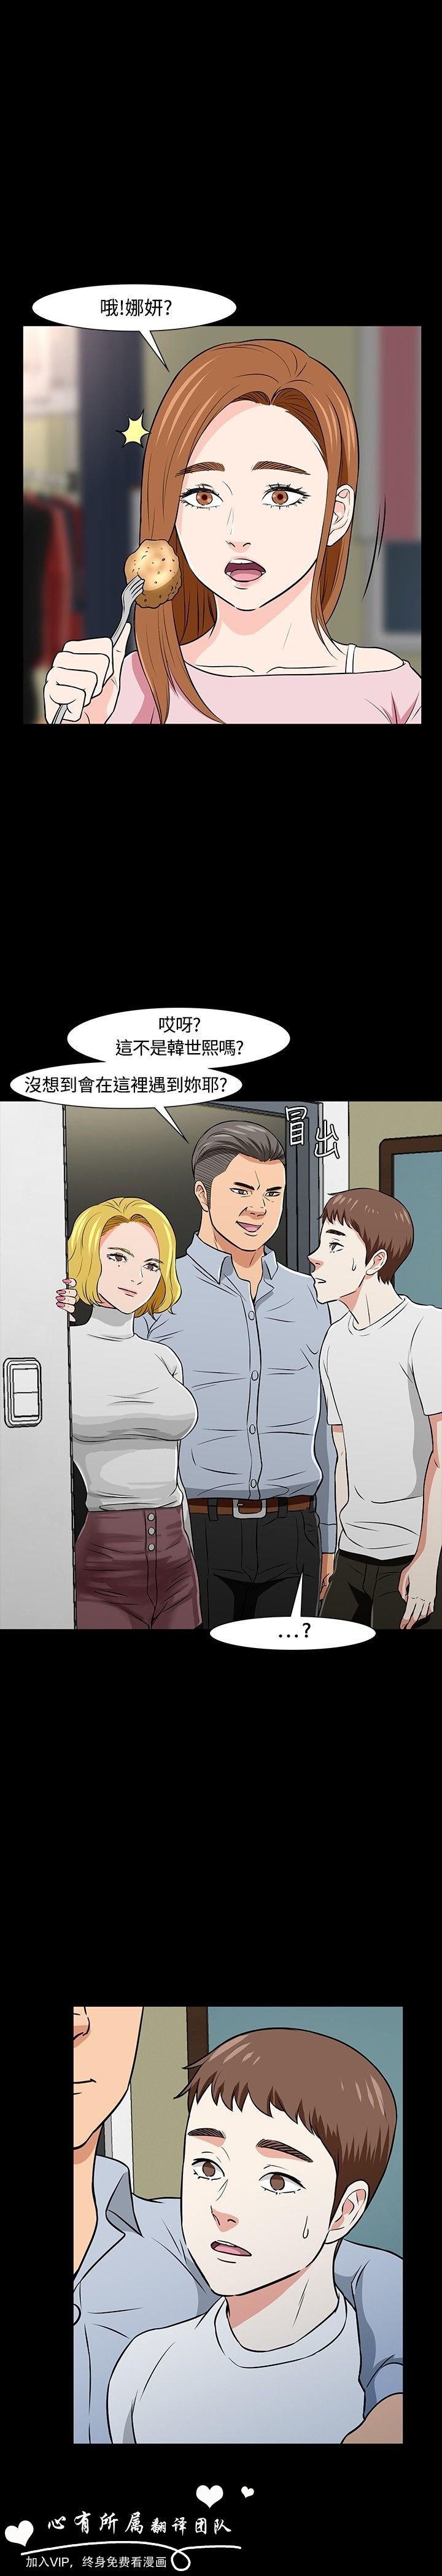 哦!娜妍?
哎呀?
這不是韓世熙嗎?
沒想到會在這裡遇到妳耶?
冒出
...?
心有所属翻译团队
加入VIP，终身免费看漫画